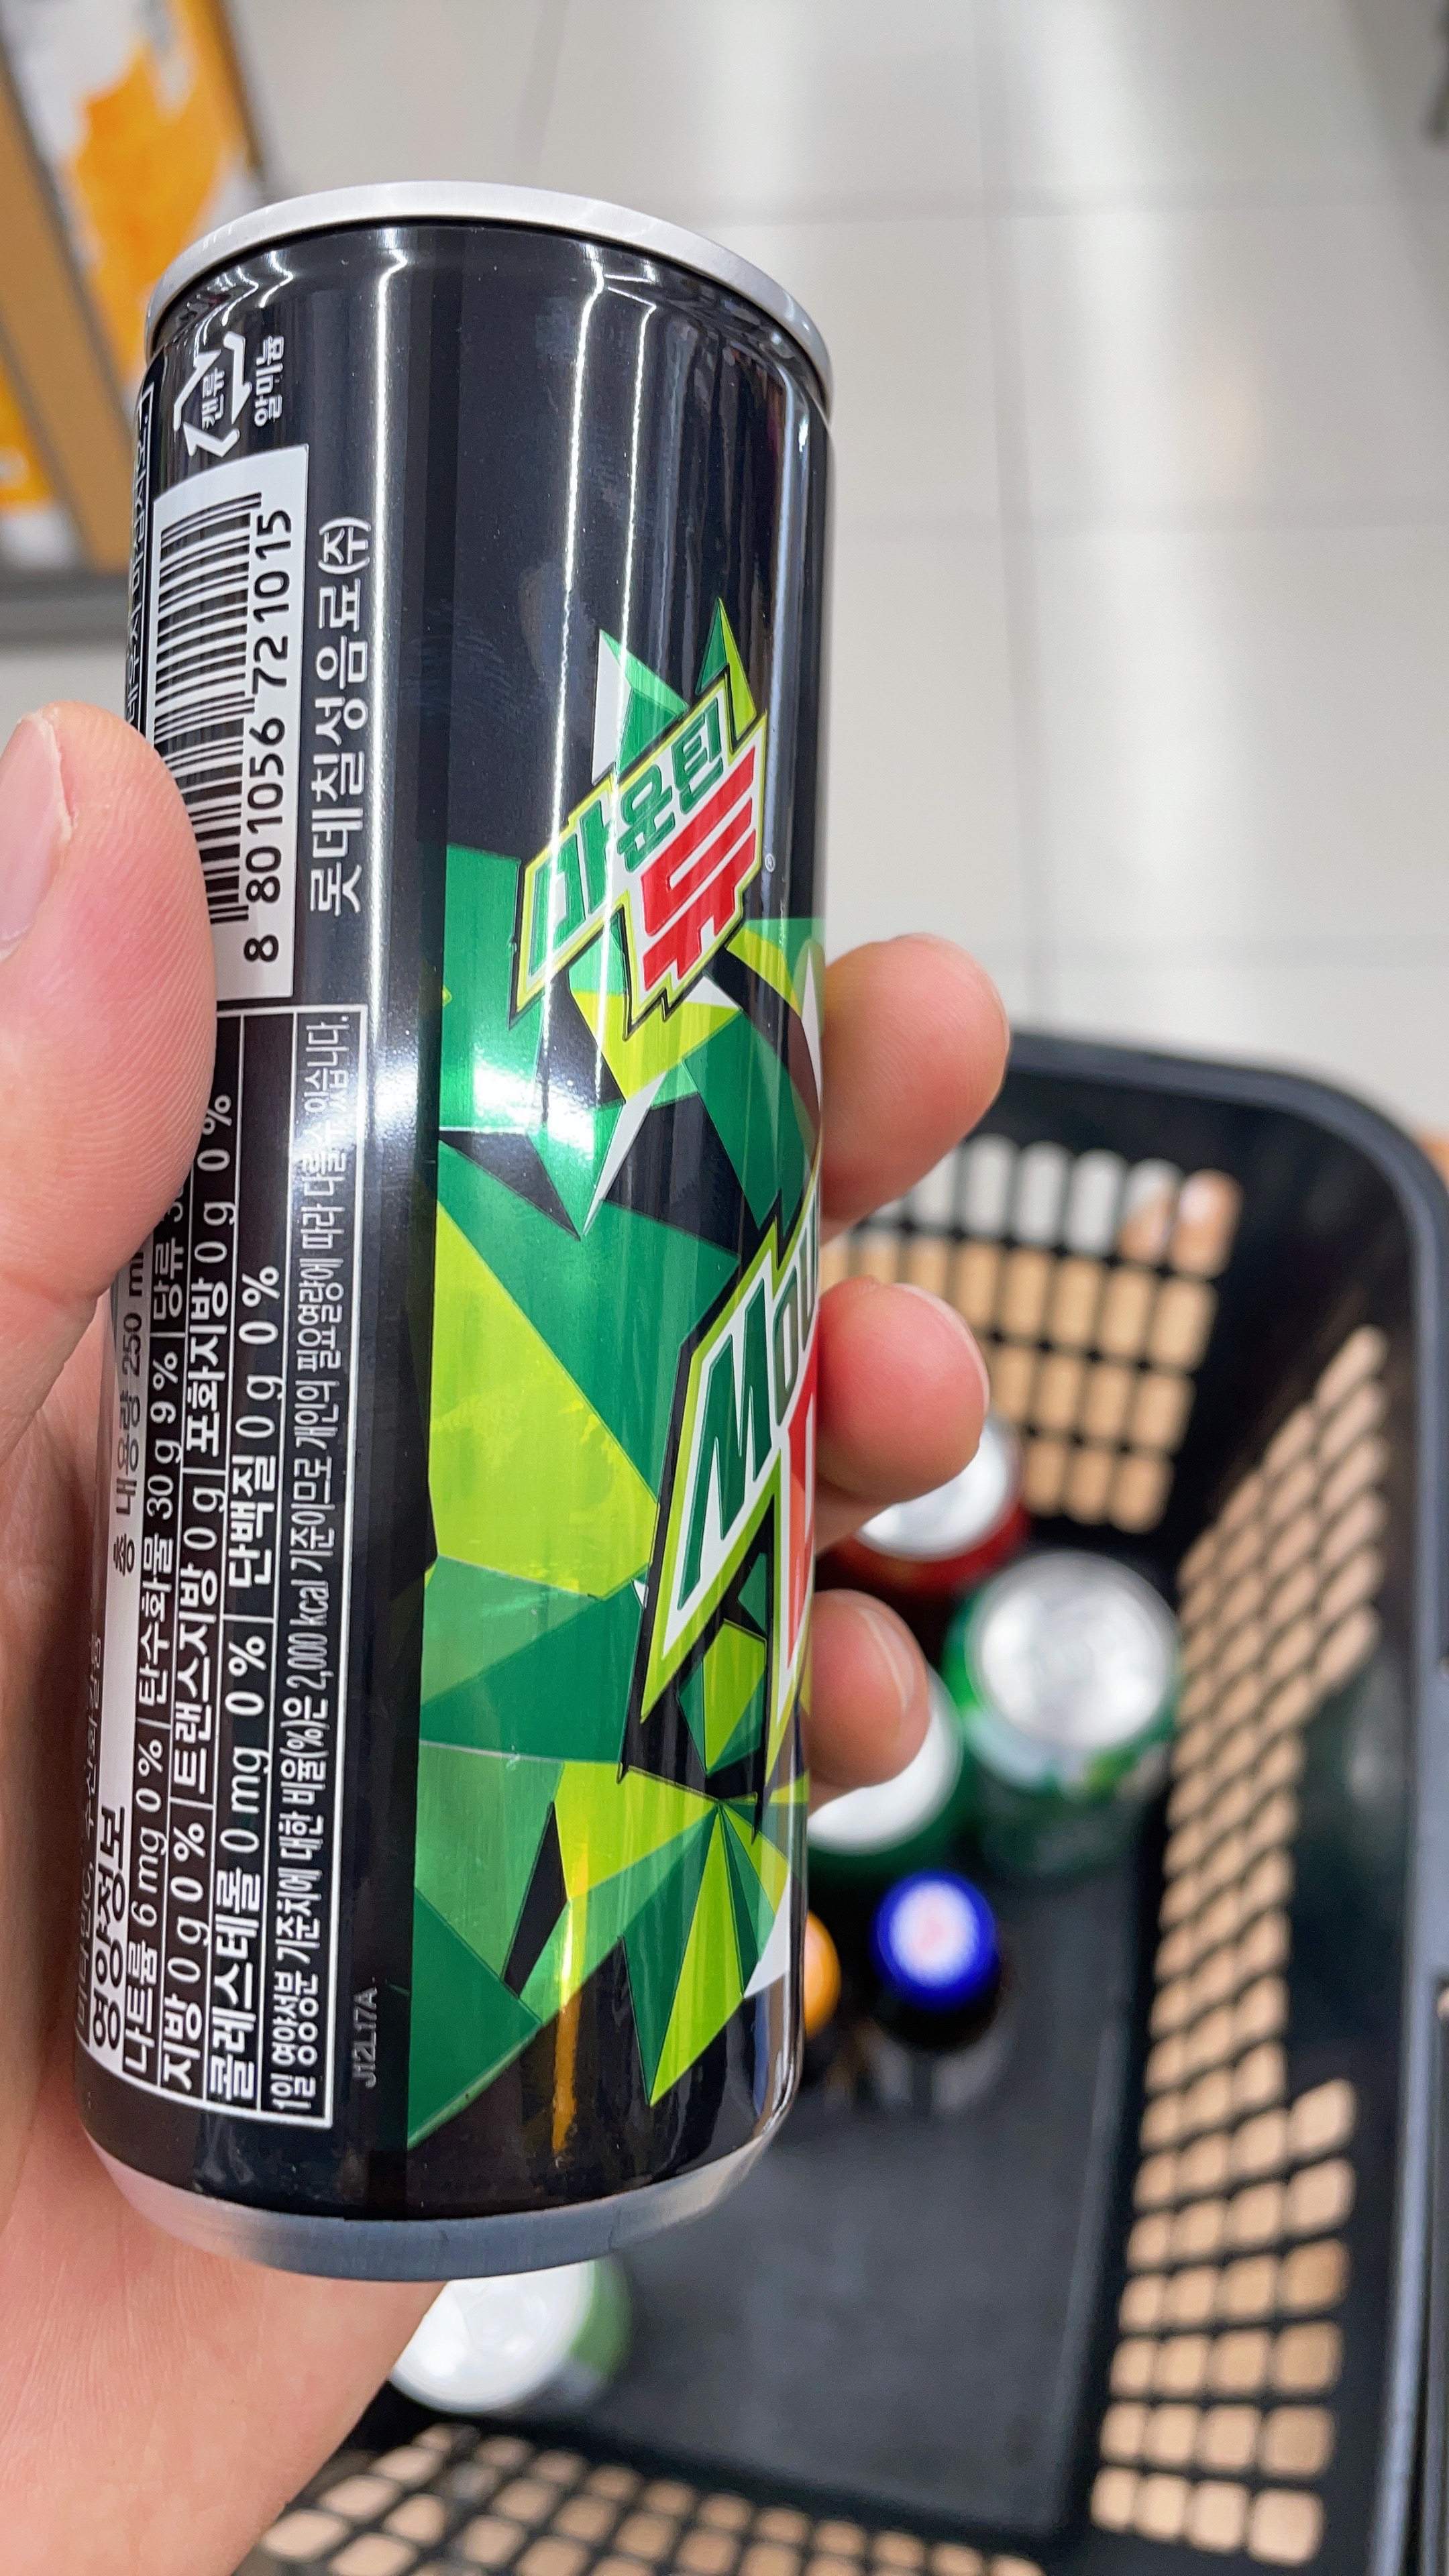 캔류
알미늄
8 801056 721015
롯데칠성음료(주)
영양정보
총 내용량 250
나트륨 6 mg 0 % 탄수화물 30 g 9 % 당류
지방 0 g 0 % 트랜스지방 0 g 포화지방 0 g 0 %
콜레스테롤 0 mg 0 % 단백질 0 g 0 %
1일 영양성분 기준치에 대한 비율(%)은 2,000 kcal 기준이므로 개인의 필요열량에 따라 다를 수 있습니다.
J12L17A
마운틴
듀